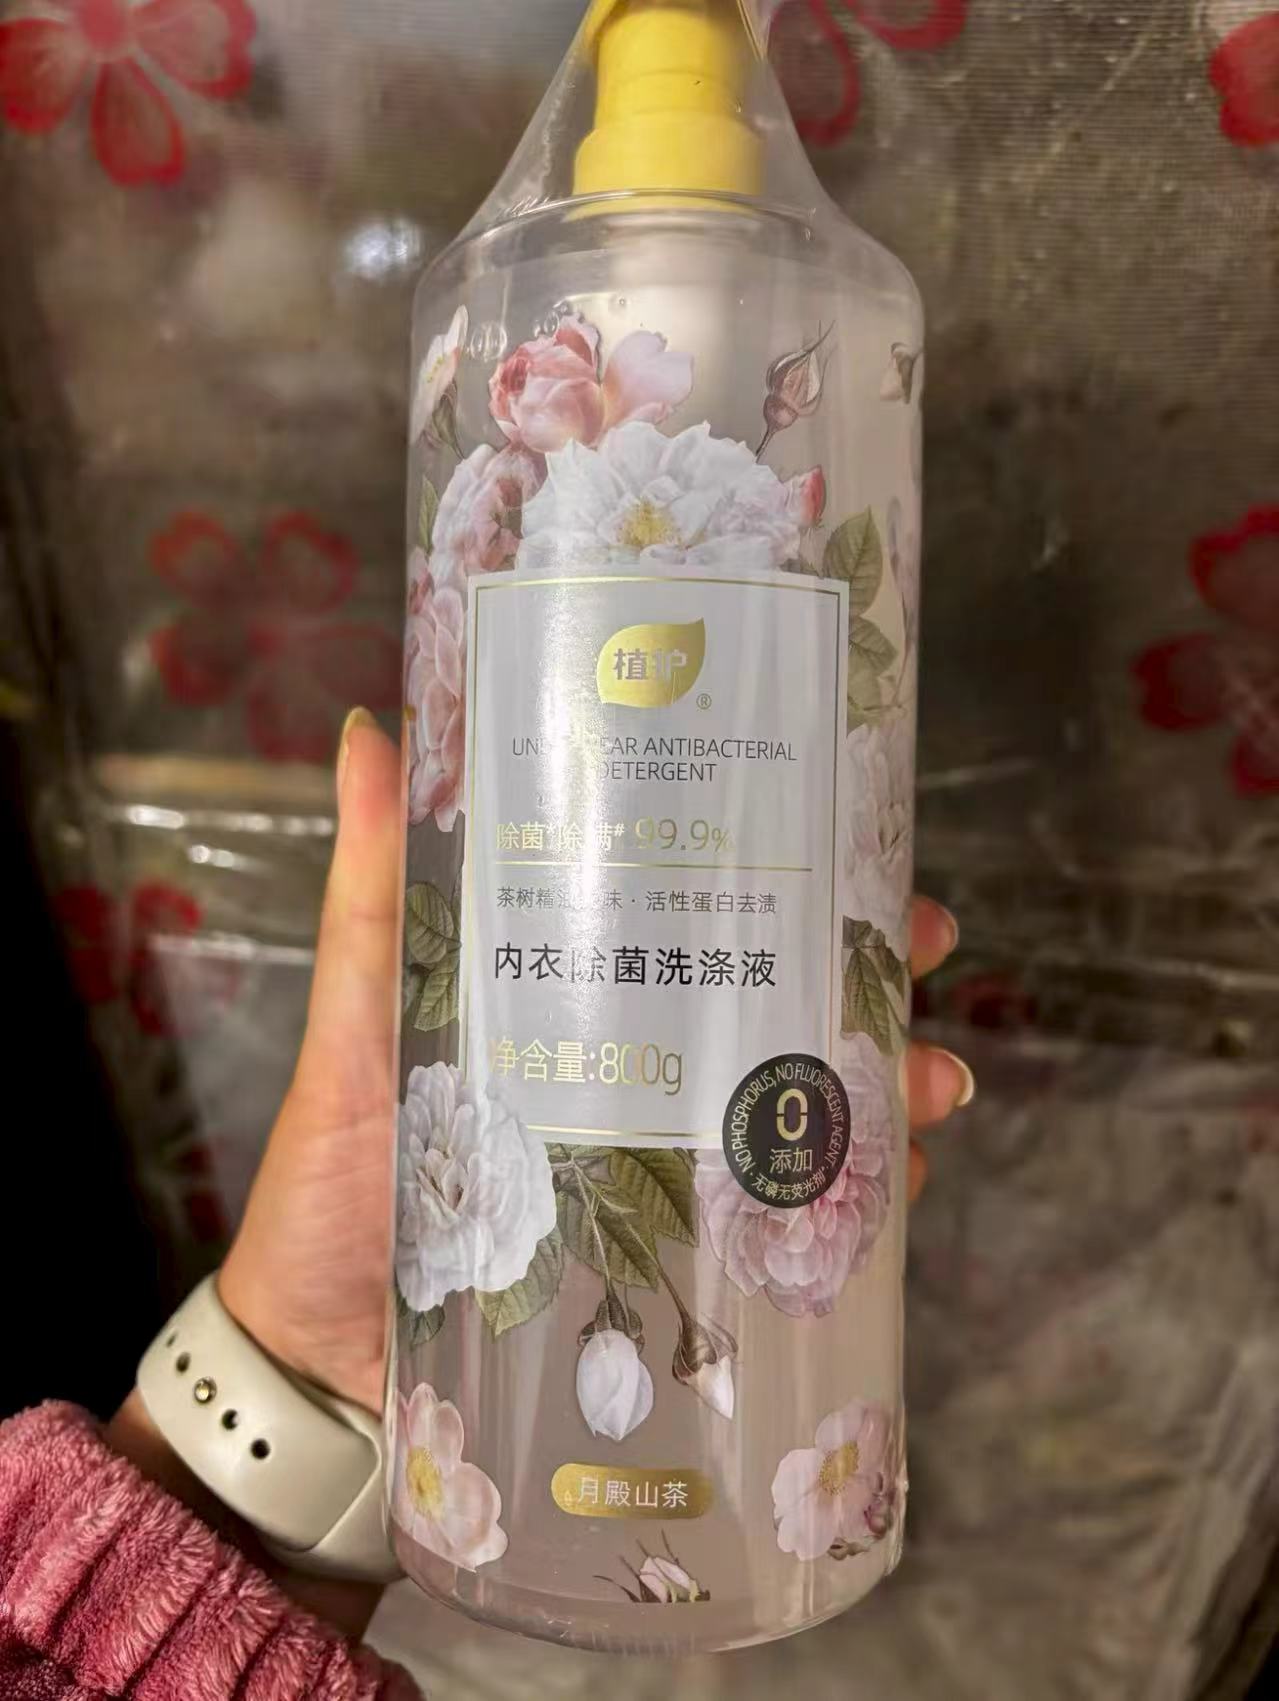 植护
®
ANTIBACTERIAL
DETERGENT
除菌*除螨# 99.9%
茶树精油 味·活性蛋白去渍
内衣除菌洗涤液
净含量:800g
NO PHOSPHORUS, NO FLUORESCENT AGENT
0
添加
·无磷无荧光剂·
月殿山茶